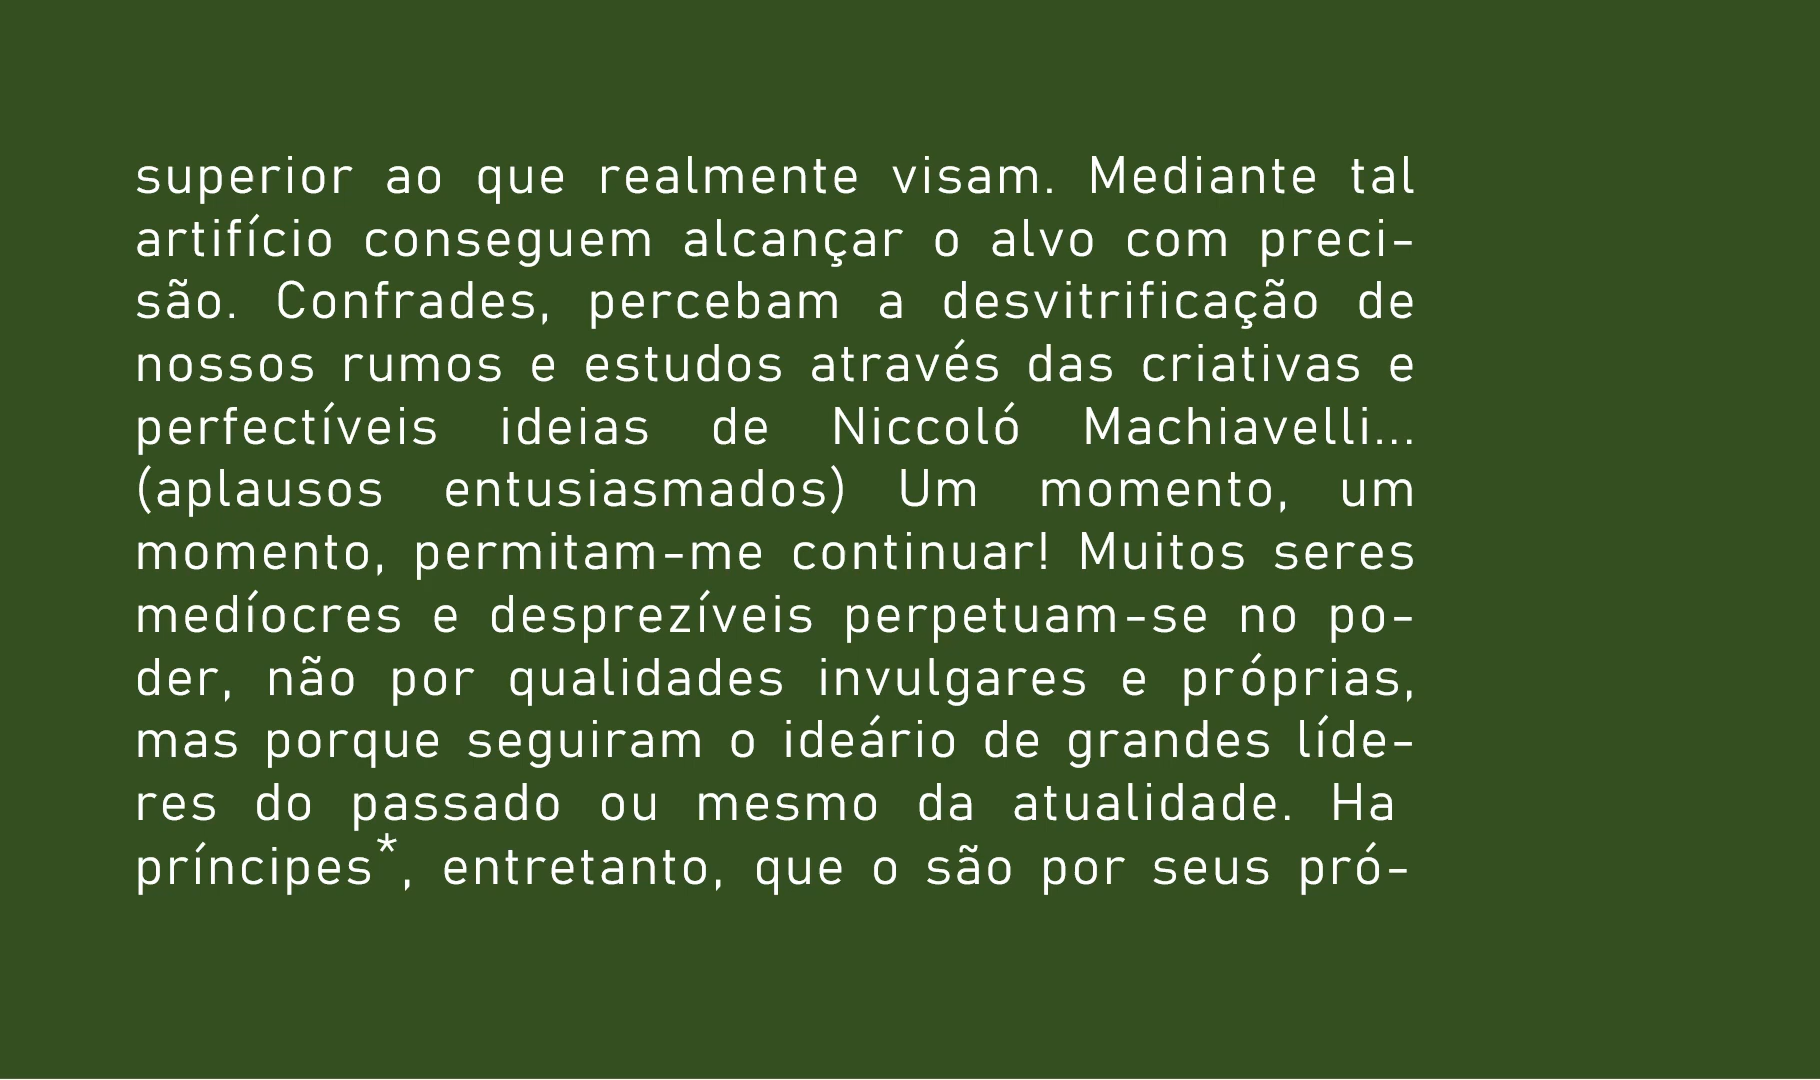 superior ao que realmente visam. Mediante tal
artifício conseguem alcançar o alvo com preci-
são. Confrades, percebam a desvitrificação de
nossos rumos e estudos através das criativas e
perfectíveis ideias de Niccoló Machiavelli...
(aplausos entusiasmados) Um momento, um
momento, permitam-me continuar! Muitos seres
medíocres e desprezíveis perpetuam-se no po-
der, não por qualidades invulgares e próprias,
mas porque seguiram o ideário de grandes líde-
res do passado ou mesmo da atualidade. Ha
príncipes*, entretanto, que o são por seus pró-